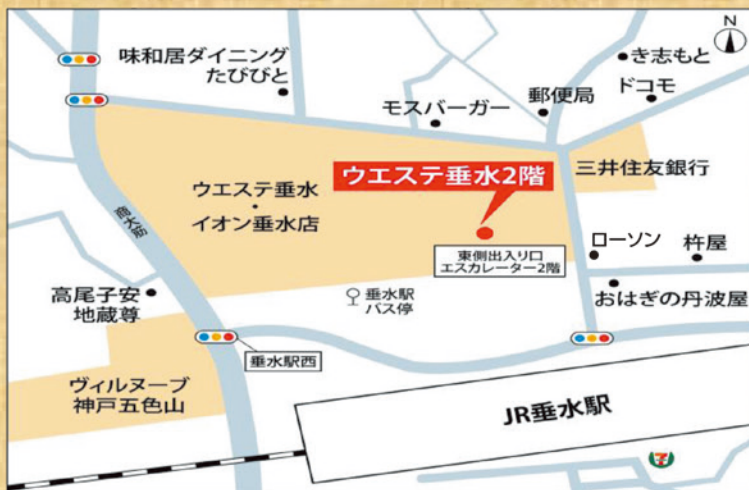 N
味和居ダイニング
たびびと
き志もと
ドコモ
郵便局
モスバーガー
ウエステ垂水2階
三井住友銀行
ウエステ垂水
イオン垂水店
商大筋
東側出入り口
エスカレーター2階
ローソン
杵屋
おはぎの丹波屋
高尾子安
地蔵尊
垂水駅
バス停
垂水駅西
ヴィルヌーブ
神戸五色山
JR垂水駅
7